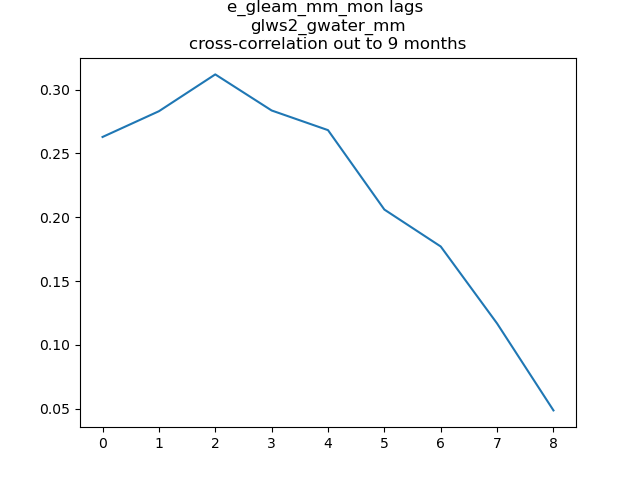 e_gleam_mm_mon lags
glws2_gwater_mm
cross-correlation out to 9 months
0.30
0.25
0.20
0.15
0.10
0.05
0 1 2 3 4 5 6 7 8